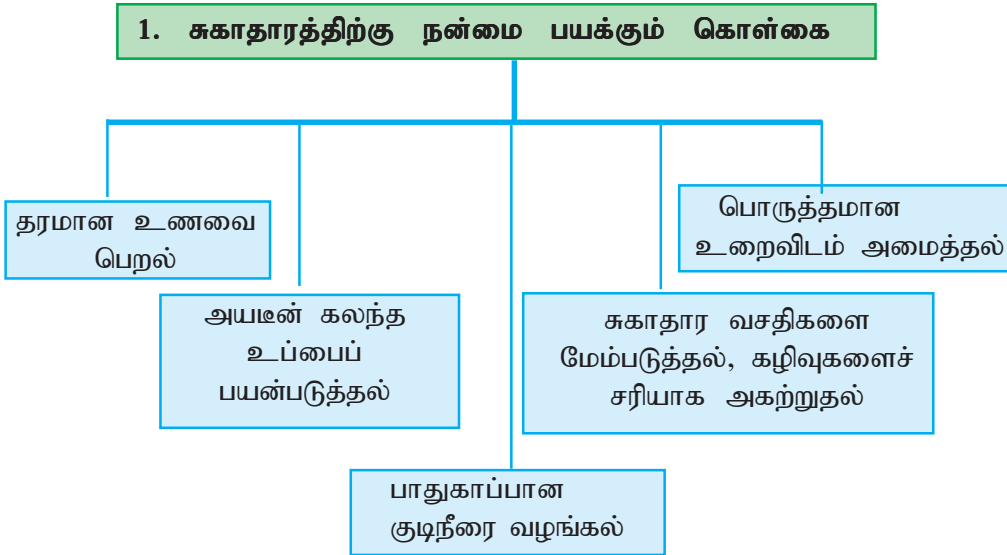 1. சுகாதாரத்திற்கு நன்மை பயக்கும் கொள்கை
தரமான உணவை
பெறல்
அயடீன் கலந்த
உப்பைப்
பயன்படுத்தல்
பாதுகாப்பான
குடிநீரை வழங்கல்
சுகாதார வசதிகளை
மேம்படுத்தல், கழிவுகளைச்
சரியாக அகற்றுதல்
பொருத்தமான
உறைவிடம் அமைத்தல்